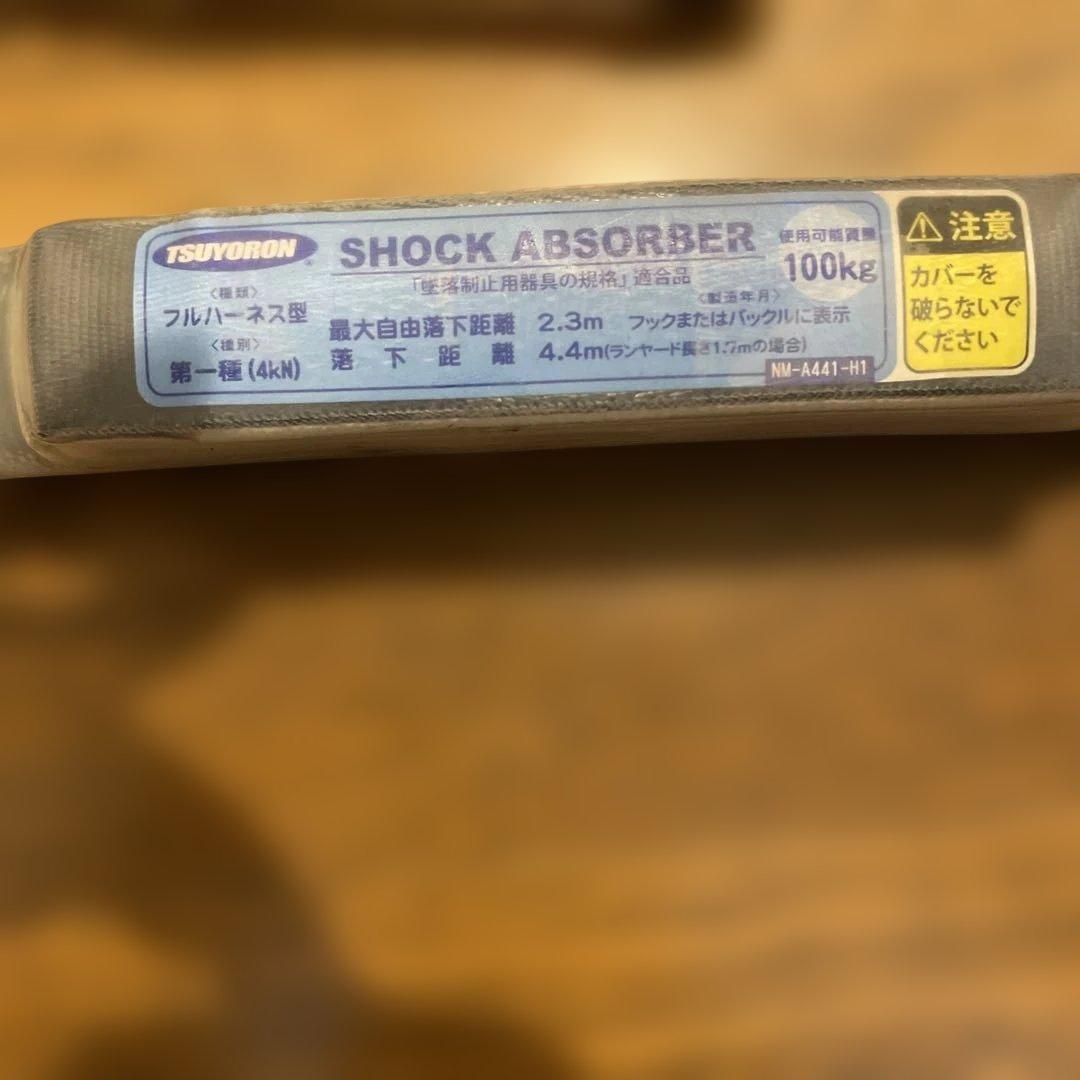 TSUYORON
SHOCK ABSORBER
「墜落制止用器具の規格」適合品
使用可能質量
100kg
〈種類〉
フルハーネス型
〈種別〉
第一種(4kN)
最大自由落下距離 2.3m
落下距離 4.4m(ランヤード長さ1.7mの場合)
〈製造年月〉
フックまたはバックルに表示
NM-A441-H1
注意
カバーを
破らないで
ください